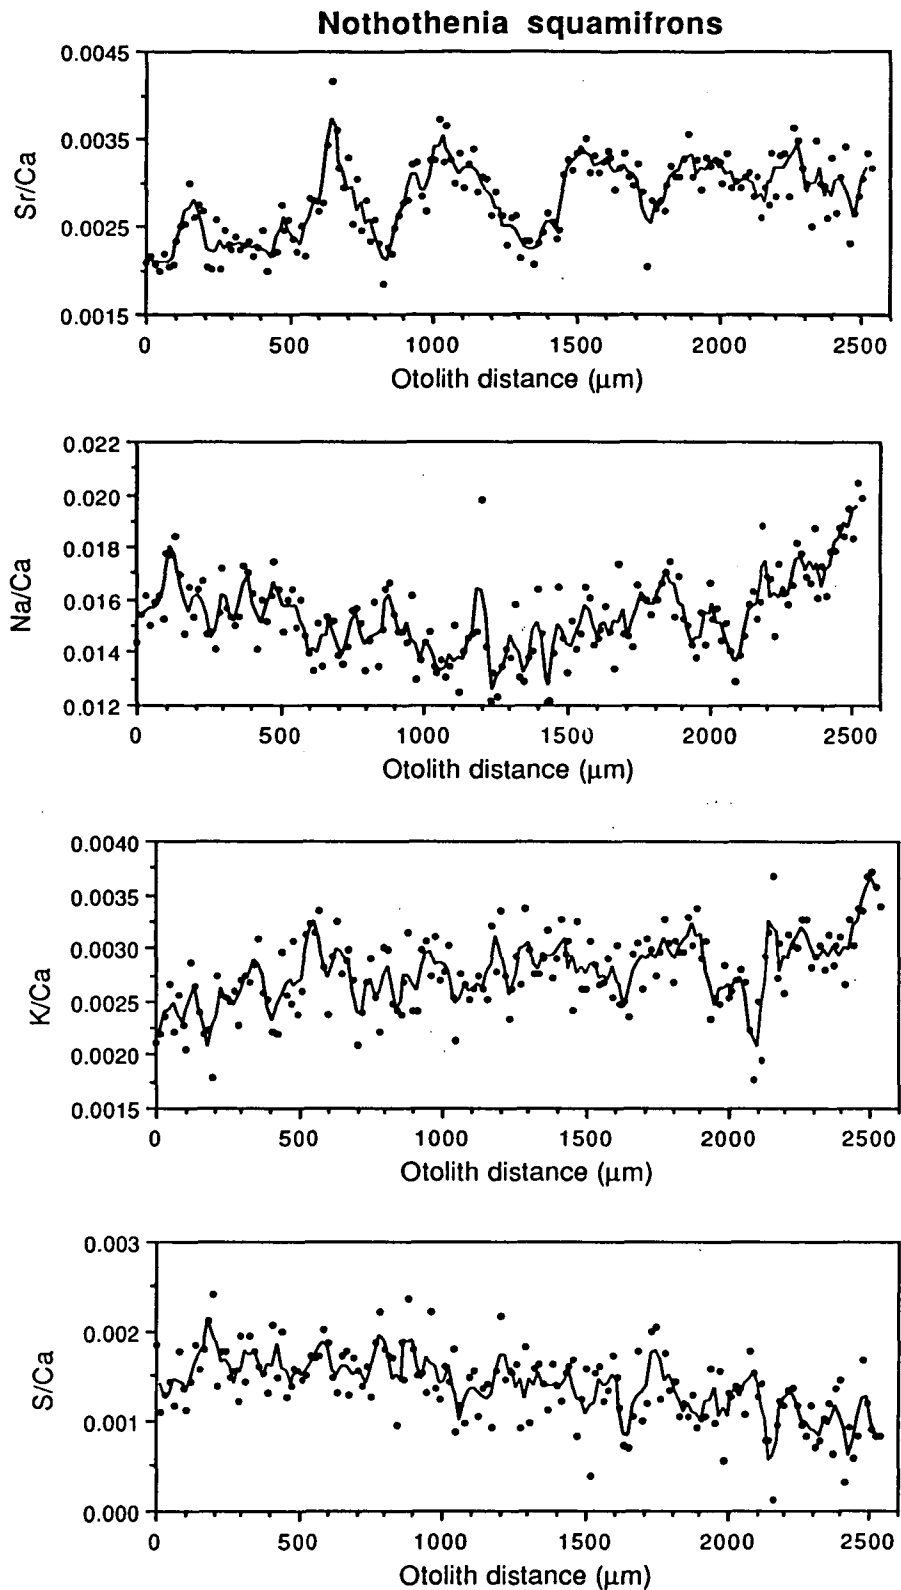 Nothothenia squamifrons
0.0045
0.0035
0.0025
0.0015
Sr/Ca
0 500 1000 1500 2000 2500
Otolith distance (µm)
0.022
0.020
0.018
0.016
0.014
0.012
Na/Ca
0 500 1000 1500 2000 2500
Otolith distance (µm)
0.0040
0.0035
0.0030
0.0025
0.0020
0.0015
K/Ca
0 500 1000 1500 2000 2500
Otolith distance (µm)
0.003
0.002
0.001
0.000
S/Ca
0 500 1000 1500 2000 2500
Otolith distance (µm)